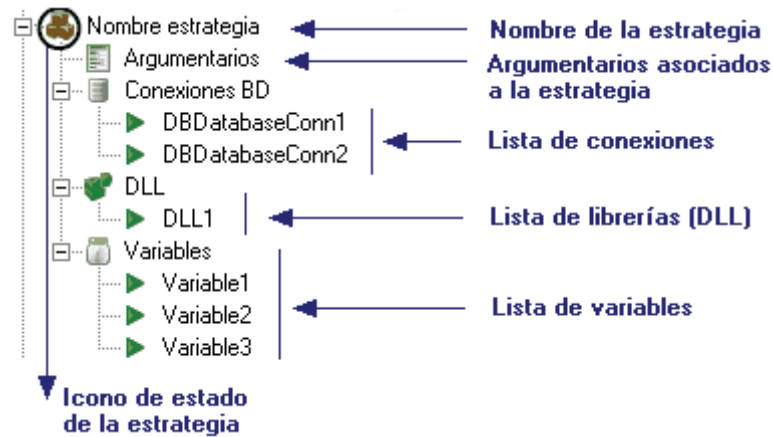 Nombre estrategia Nombre de la estrategia
Argumentarios Argumentarios asociados
a la estrategia
Conexiones BD
DBDatabaseConn1
Lista de conexiones
DBDatabaseConn2
DLL
DLL1 Lista de librerías (DLL)
Variables
Variable1
Variable2 Lista de variables
Variable3
Icono de estado
de la estrategia